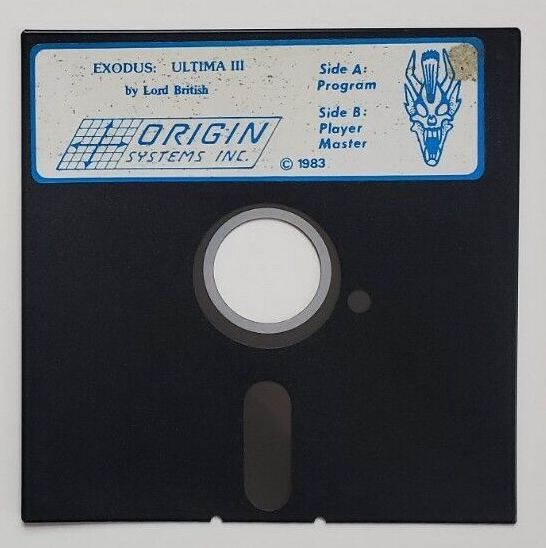 EXODUS: ULTIMA III
by Lord British
ORIGIN
SYSTEMS INC.
© 1983
Side A:
Program
Side B:
Player
Master